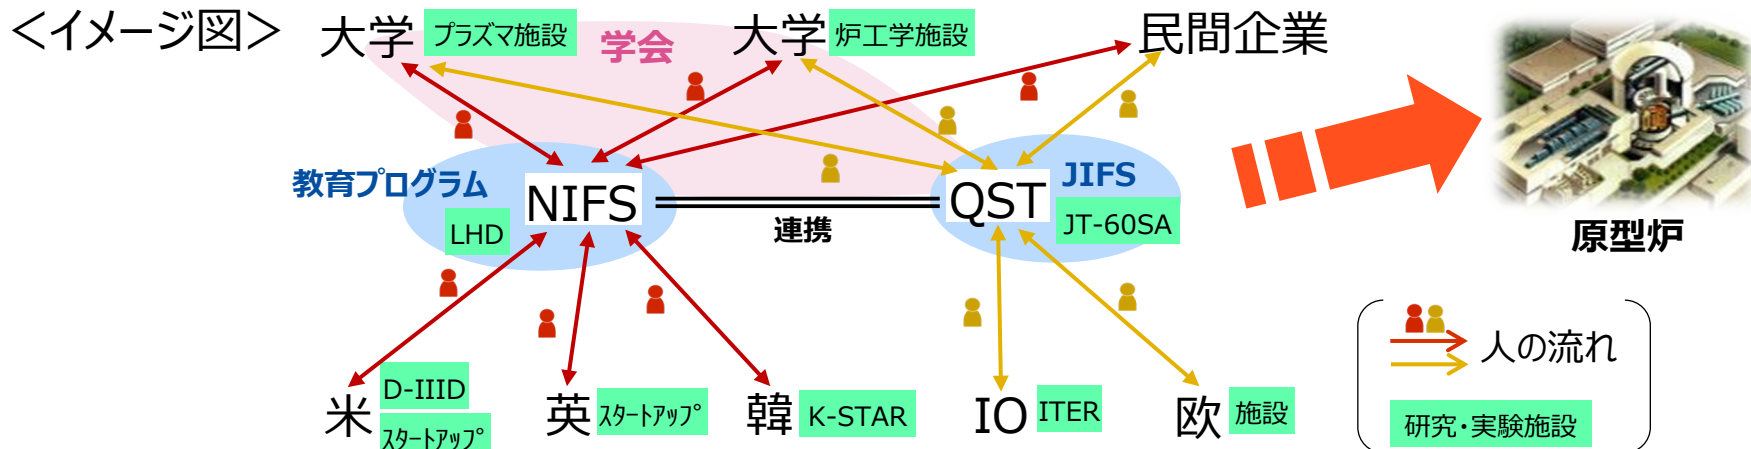 ＜イメージ図＞
大学 プラズマ施設
学会
大学 炉工学施設
民間企業
教育プログラム
NIFS
LHD
連携
QST
JIFS
JT-60SA
原型炉
米 D-IIID
ｽﾀｰﾄｱｯﾌﾟ
英 ｽﾀｰﾄｱｯﾌﾟ
韓 K-STAR
IO ITER
欧 施設
人の流れ
研究・実験施設